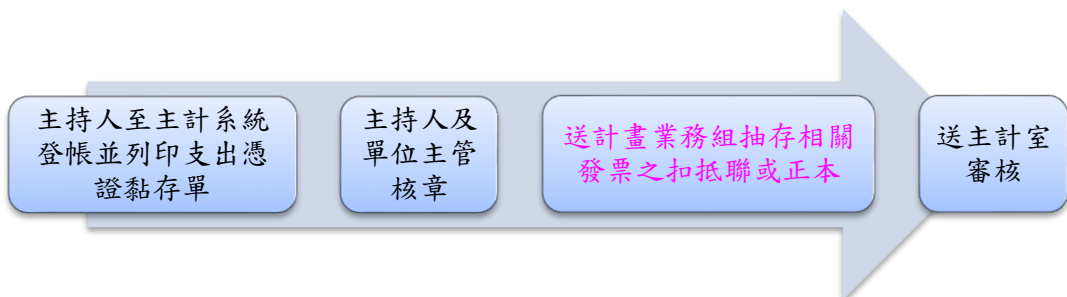 主持人至主計系統
登帳並列印支出憑
證黏存單
主持人及
單位主管
核章
送計畫業務組抽存相關
發票之扣抵聯或正本
送主計室
審核